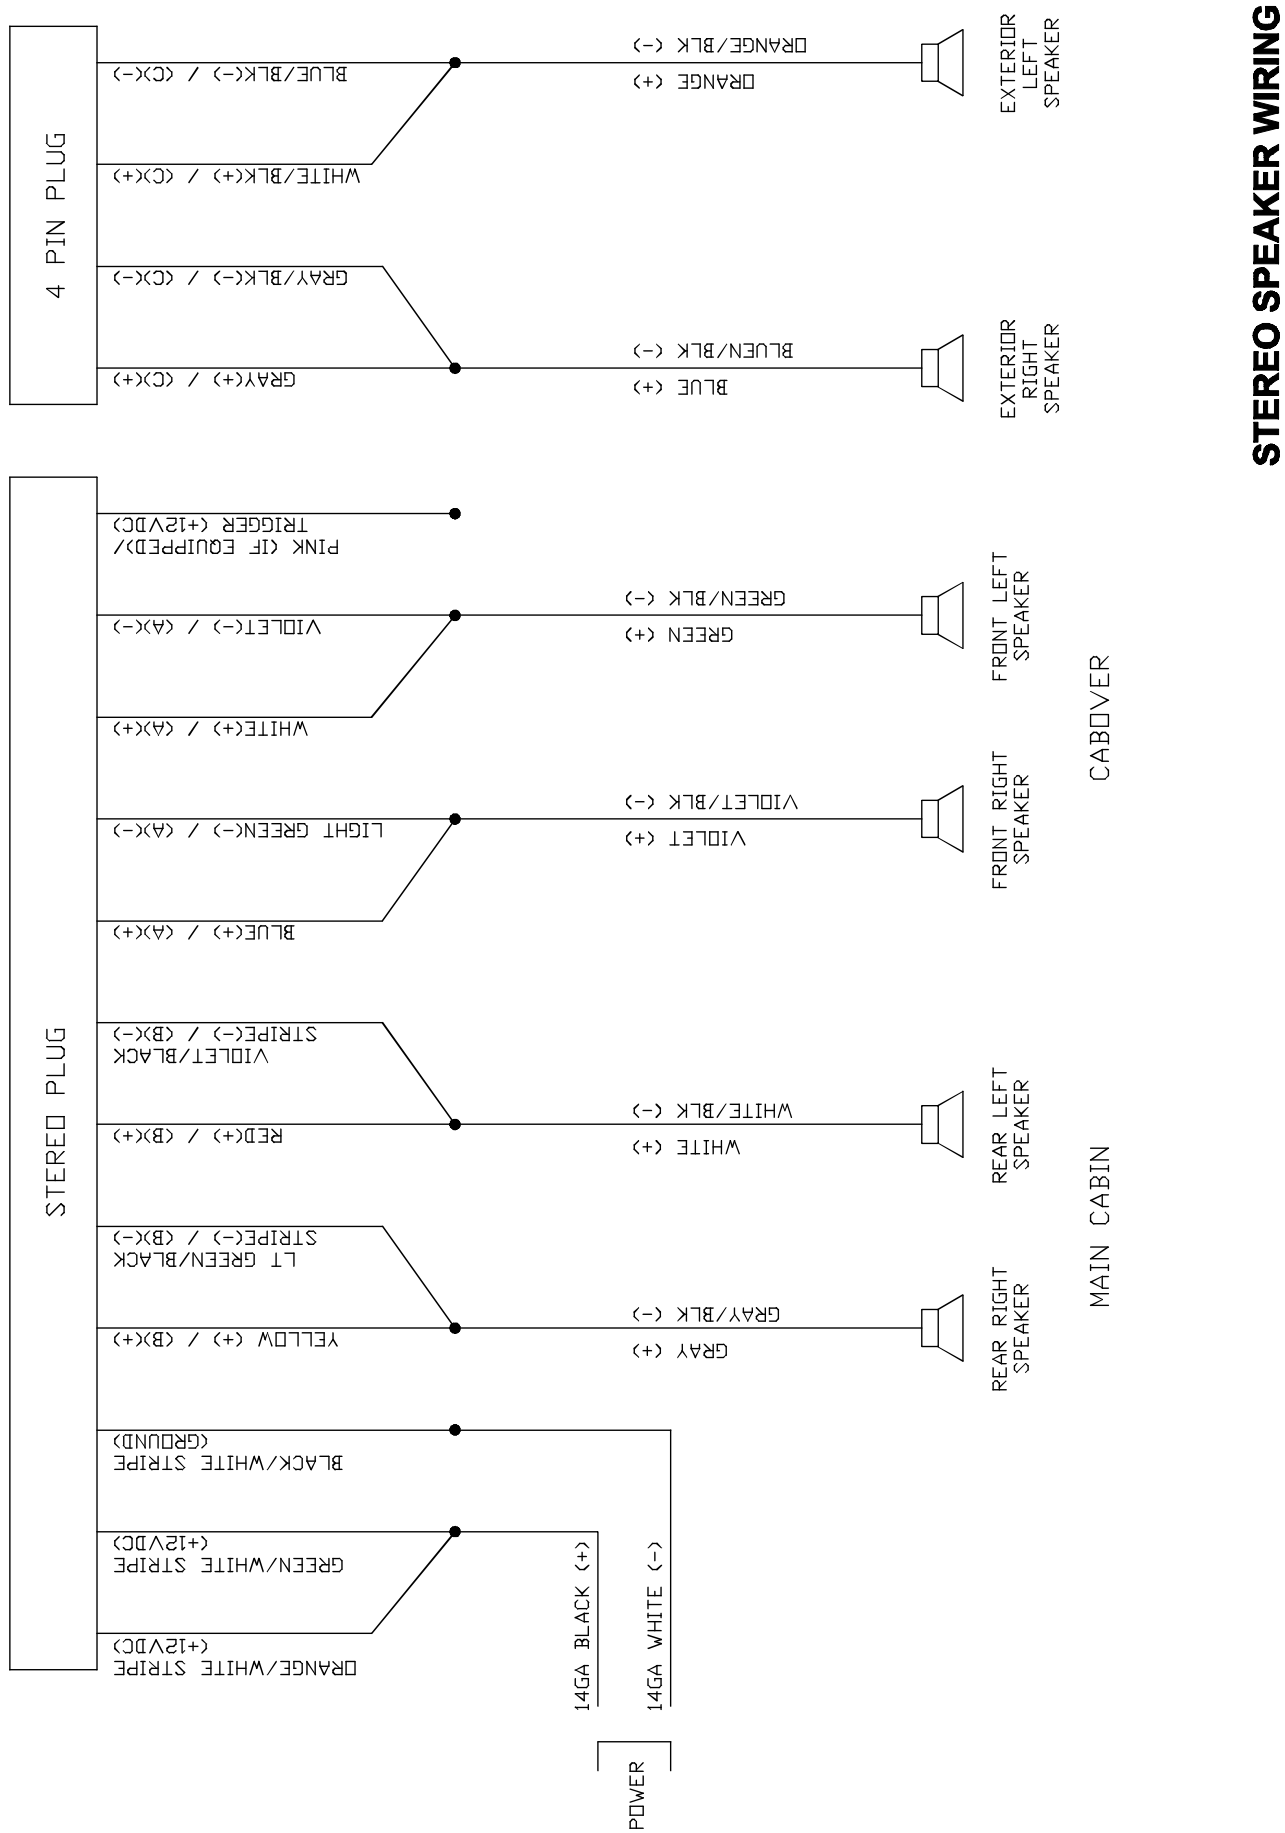 STEREO SPEAKER WIRING
4 PIN PLUG
BLUE/BLK(-) / (C)(-)
WHITE/BLK(+) / (C)(+)
GRAY/BLK(-) / (C)(-)
GRAY(+) / (C)(+)
ORANGE/BLK (-)
ORANGE (+)
BLUEN/BLK (-)
BLUE (+)
EXTERIOR
LEFT
SPEAKER
EXTERIOR
RIGHT
SPEAKER
STEREO PLUG
PINK (IF EQUIPPED)/
TRIGGER (+12VDC)
VIOLET(-) / (A)(-)
WHITE(+) / (A)(+)
LIGHT GREEN(-) / (A)(-)
BLUE(+) / (A)(+)
VIOLET/BLACK
STRIPE(-) / (B)(-)
RED(+) / (B)(+)
LT GREEN/BLACK
STRIPE(-) / (B)(-)
YELLOW (+) / (B)(+)
BLACK/WHITE STRIPE
(GROUND)
GREEN/WHITE STRIPE
(+12VDC)
ORANGE/WHITE STRIPE
(+12VDC)
GREEN/BLK (-)
GREEN (+)
VIOLET/BLK (-)
VIOLET (+)
WHITE/BLK (-)
WHITE (+)
GRAY/BLK (-)
GRAY (+)
FRONT LEFT
SPEAKER
FRONT RIGHT
SPEAKER
CABOVER
REAR LEFT
SPEAKER
REAR RIGHT
SPEAKER
MAIN CABIN
14GA BLACK (+)
14GA WHITE (-)
POWER